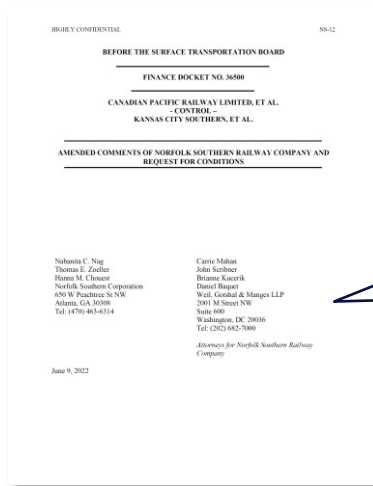 HIGHLY CONFIDENTIAL NS-12
BEFORE THE SURFACE TRANSPORTATION BOARD
FINANCE DOCKET NO. 36500
CANADIAN PACIFIC RAILWAY LIMITED, ET AL.
- CONTROL –
KANSAS CITY SOUTHERN, ET AL.
AMENDED COMMENTS OF NORFOLK SOUTHERN RAILWAY COMPANY AND
REQUEST FOR CONDITIONS
Nabanita C. Nag
Thomas E. Zoeller
Hanna M. Chouest
Norfolk Southern Corporation
650 W Peachtree St NW
Atlanta, GA 30308
Tel: (470) 463-6314
Carrie Mahan
John Scribner
Brianne Kucerik
Daniel Baquet
Weil, Gotshal & Manges LLP
2001 M Street NW
Suite 600
Washington, DC 20036
Tel: (202) 682-7000
Attorneys for Norfolk Southern Railway
Company
June 9, 2022